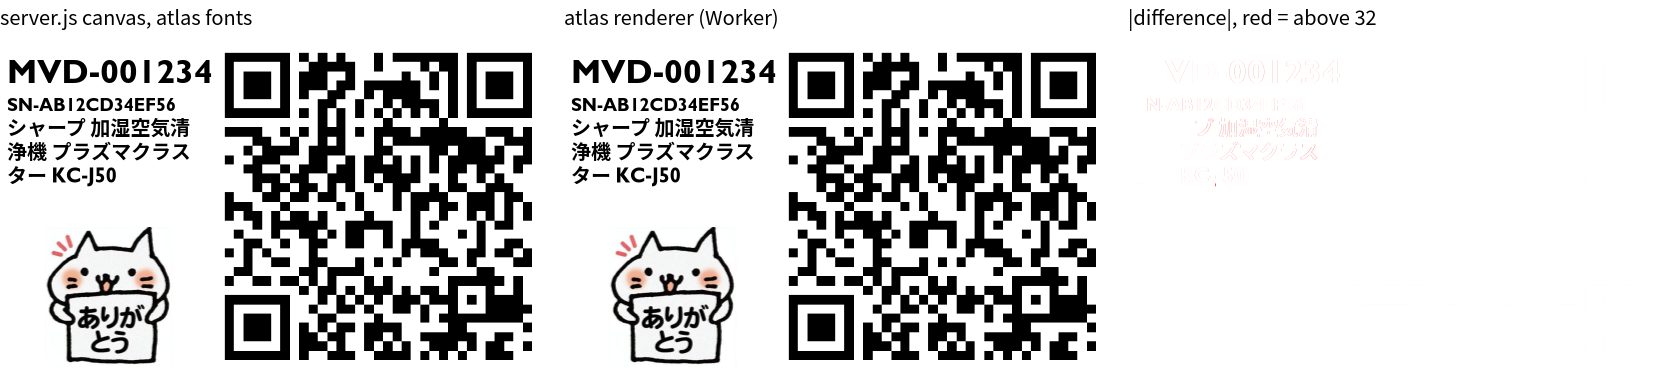 server.js canvas, atlas fonts
MVD-001234
SN-AB12CD34EF56
シャープ 加湿空気清
浄機 プラズマクラス
ター KC-J50
ありが
とう
atlas renderer (Worker)
MVD-001234
SN-AB12CD34EF56
シャープ 加湿空気清
浄機 プラズマクラス
ター KC-J50
ありが
とう
|difference|, red = above 32